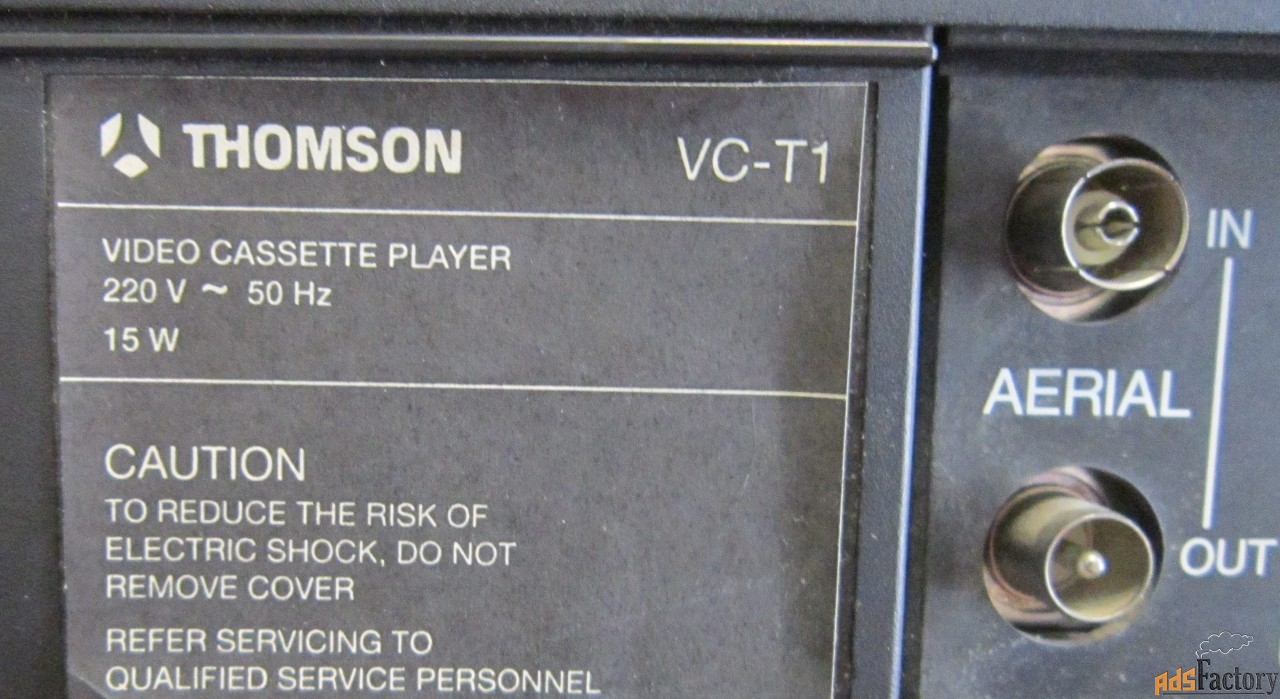 THOMSON VC-T1
VIDEO CASSETTE PLAYER
220 V ~ 50 Hz
15 W
CAUTION
TO REDUCE THE RISK OF
ELECTRIC SHOCK, DO NOT
REMOVE COVER
REFER SERVICING TO
QUALIFIED SERVICE PERSONNEL
IN
AERIAL
OUT
AdsFactory